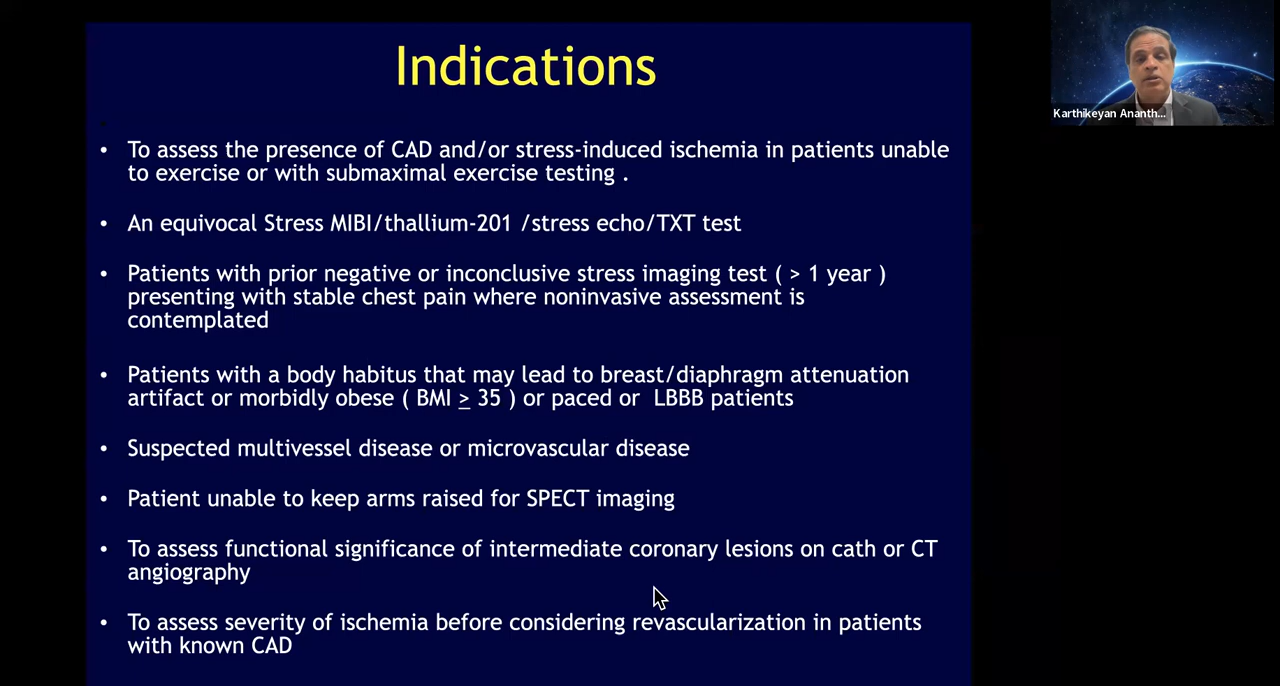 Indications
• To assess the presence of CAD and/or stress-induced ischemia in patients unable
to exercise or with submaximal exercise testing .
• An equivocal Stress MIBI/thallium-201 /stress echo/TXT test
• Patients with prior negative or inconclusive stress imaging test ( > 1 year )
presenting with stable chest pain where noninvasive assessment is
contemplated
• Patients with a body habitus that may lead to breast/diaphragm attenuation
artifact or morbidly obese ( BMI ≥ 35 ) or paced or LBBB patients
• Suspected multivessel disease or microvascular disease
• Patient unable to keep arms raised for SPECT imaging
• To assess functional significance of intermediate coronary lesions on cath or CT
angiography
• To assess severity of ischemia before considering revascularization in patients
with known CAD
Karthikeyan Ananth...